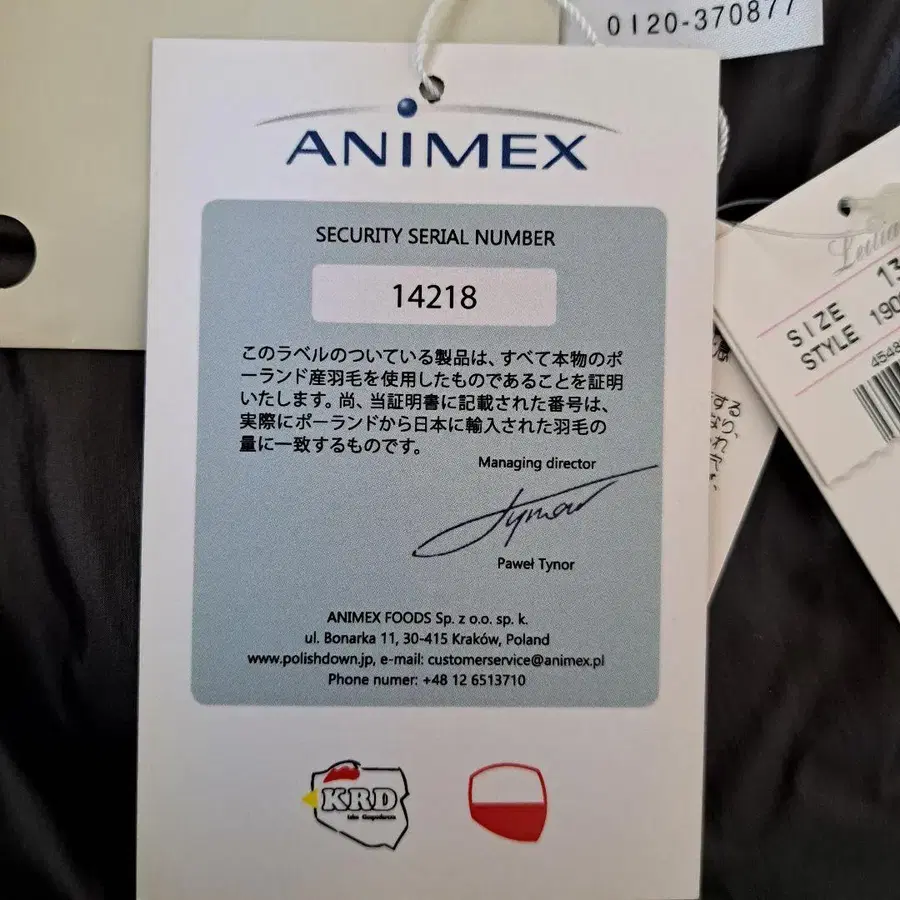 0120-370877
ANIMEX
SECURITY SERIAL NUMBER
14218
このラベルのついている製品は、すべて本物のポ
ーランド産羽毛を使用したものであることを証明
いたします。尚、当証明書に記載された番号は、
実際にポーランドから日本に輸入された羽毛の
量に一致するものです。
Managing director
Paweł Tynor
ANIMEX FOODS Sp. z o.o. sp. k.
ul. Bonarka 11, 30-415 Kraków, Poland
www.polishdown.jp, e-mail: customerservice@animex.pl
Phone numer: +48 12 6513710
KRD
Izba Gospodarcza
SIZE 13
STYLE 190
4548